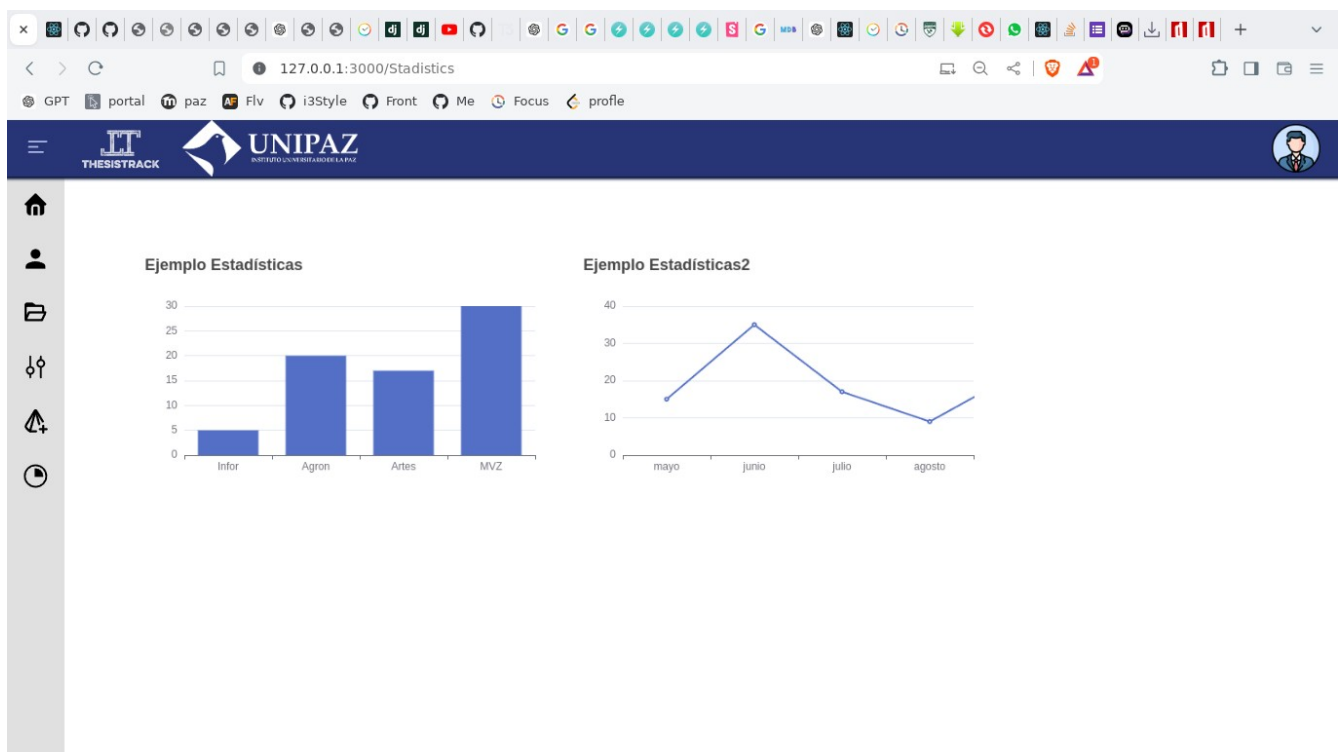 127.0.0.1:3000/Stadistics
GPT portal paz Flv i3Style Front Me Focus profle
THESISTRACK
UNIPAZ
INSTITUTO UNIVERSITARIO DE LA PAZ
Ejemplo Estadísticas
30
25
20
15
10
5
0
Infor Agron Artes MVZ
Ejemplo Estadísticas2
40
30
20
10
0
mayo junio julio agosto